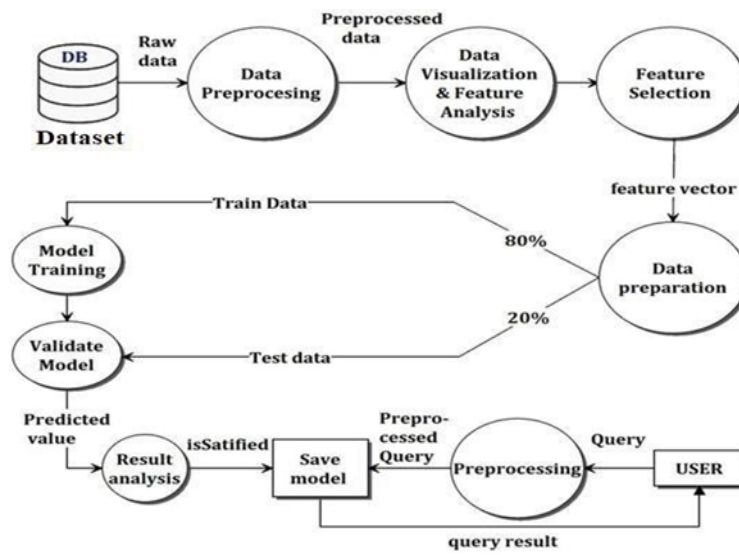 DB
Dataset
Raw
data
Data
Preprocesing
Preprocessed
data
Data
Visualization
& Feature
Analysis
Feature
Selection
feature vector
Data
preparation
80%
Train Data
20%
Test data
Model
Training
Validate
Model
Predicted
value
Result
analysis
isSatified
Save
model
Prepro-
cessed
Query
Preprocessing
Query
USER
query result